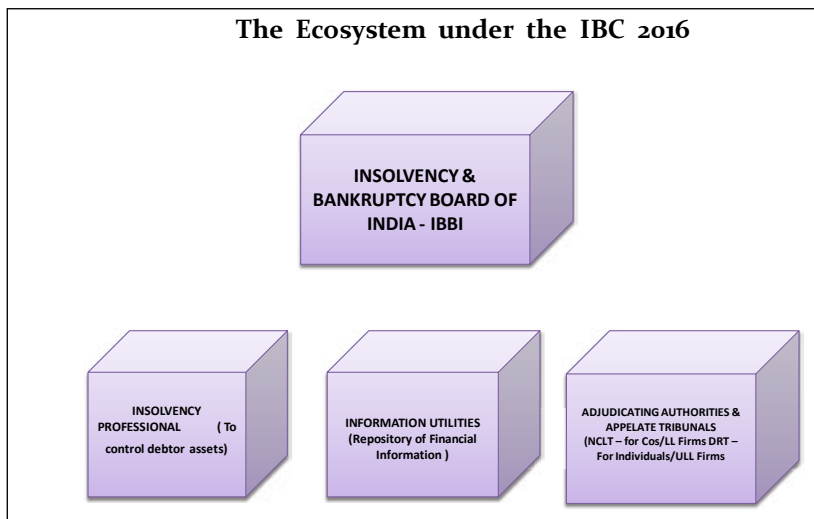 The Ecosystem under the IBC 2016
INSOLVENCY &
BANKRUPTCY BOARD OF
INDIA - IBBI
INSOLVENCY
PROFESSIONAL ( To
control debtor assets)
INFORMATION UTILITIES
(Repository of Financial
Information )
ADJUDICATING AUTHORITIES &
APPELATE TRIBUNALS
(NCLT – for Cos/LL Firms DRT –
For Individuals/ULL Firms